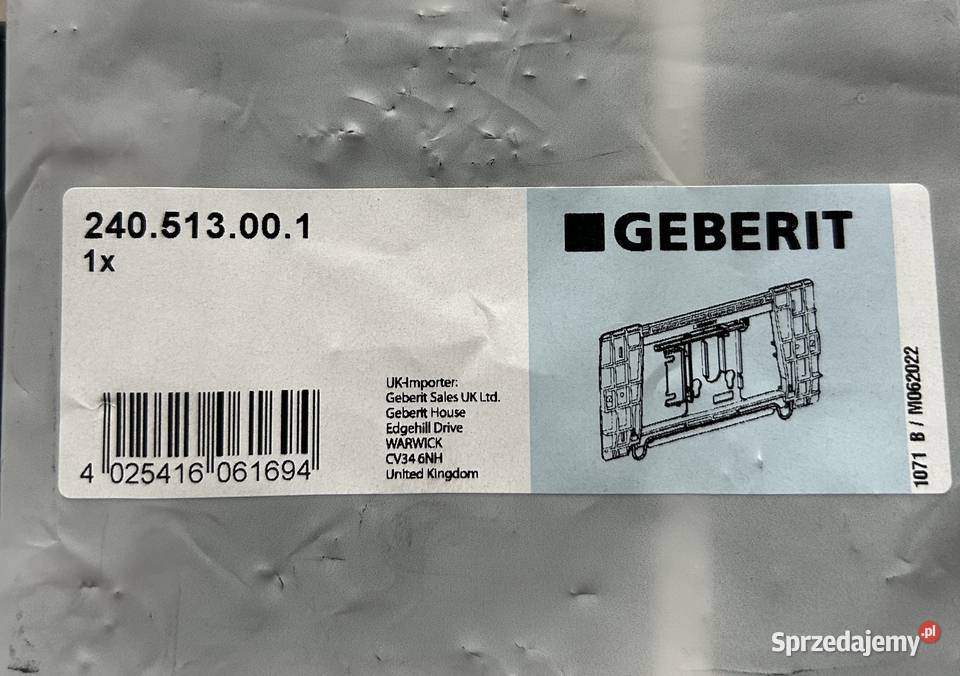 240.513.00.1
1x
GEBERIT
UK-Importer:
Geberit Sales UK Ltd.
Geberit House
Edgehill Drive
WARWICK
CV34 6NH
United Kingdom
4 025416 061694
1071 B / M062022
Sprzedajemy.pl